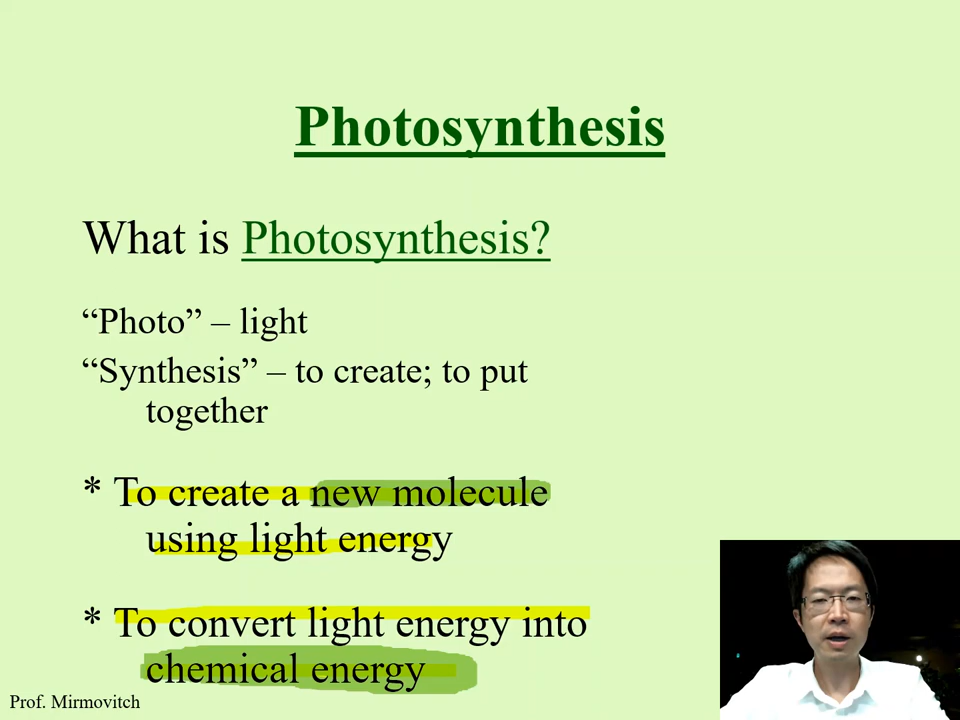 Photosynthesis
What is Photosynthesis?
“Photo” – light
“Synthesis” – to create; to put
together
* To create a new molecule
using light energy
* To convert light energy into
chemical energy
Prof. Mirmovitch